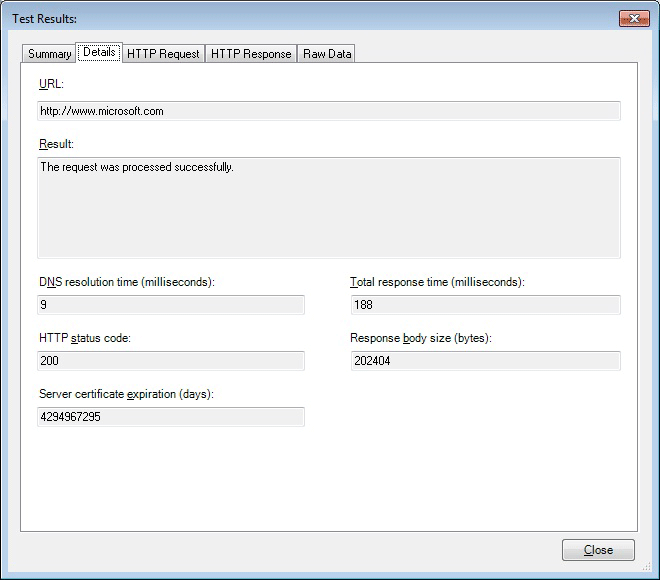 Test Results:
Summary Details HTTP Request HTTP Response Raw Data
URL:
http://www.microsoft.com
Result:
The request was processed successfully.
DNS resolution time (milliseconds): Total response time (milliseconds):
9 188
HTTP status code: Response body size (bytes):
200 202404
Server certificate expiration (days):
4294967295
Close